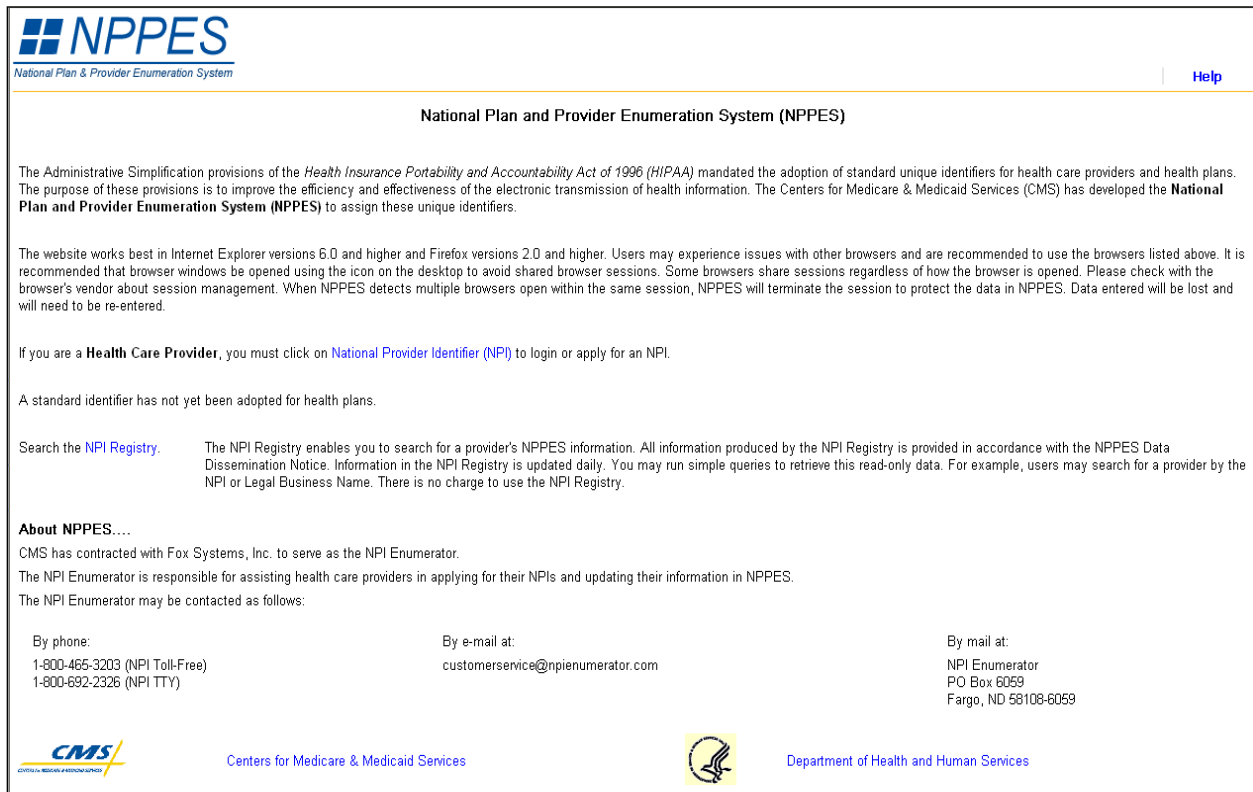 NPPES
National Plan & Provider Enumeration System
Help
National Plan and Provider Enumeration System (NPPES)
The Administrative Simplification provisions of the Health Insurance Portability and Accountability Act of 1996 (HIPAA) mandated the adoption of standard unique identifiers for health care providers and health plans.
The purpose of these provisions is to improve the efficiency and effectiveness of the electronic transmission of health information. The Centers for Medicare & Medicaid Services (CMS) has developed the National
Plan and Provider Enumeration System (NPPES) to assign these unique identifiers.
The website works best in Internet Explorer versions 6.0 and higher and Firefox versions 2.0 and higher. Users may experience issues with other browsers and are recommended to use the browsers listed above. It is
recommended that browser windows be opened using the icon on the desktop to avoid shared browser sessions. Some browsers share sessions regardless of how the browser is opened. Please check with the
browser's vendor about session management. When NPPES detects multiple browsers open within the same session, NPPES will terminate the session to protect the data in NPPES. Data entered will be lost and
will need to be re-entered.
If you are a Health Care Provider, you must click on National Provider Identifier (NPI) to login or apply for an NPI.
A standard identifier has not yet been adopted for health plans.
Search the NPI Registry.
The NPI Registry enables you to search for a provider's NPPES information. All information produced by the NPI Registry is provided in accordance with the NPPES Data
Dissemination Notice. Information in the NPI Registry is updated daily. You may run simple queries to retrieve this read-only data. For example, users may search for a provider by the
NPI or Legal Business Name. There is no charge to use the NPI Registry.
About NPPES....
CMS has contracted with Fox Systems, Inc. to serve as the NPI Enumerator.
The NPI Enumerator is responsible for assisting health care providers in applying for their NPIs and updating their information in NPPES.
The NPI Enumerator may be contacted as follows:
By phone:
1-800-465-3203 (NPI Toll-Free)
1-800-692-2326 (NPI TTY)
By e-mail at:
customerservice@npienumerator.com
By mail at:
NPI Enumerator
PO Box 6059
Fargo, ND 58108-6059
CMS
CENTERS for MEDICARE & MEDICAID SERVICES
Centers for Medicare & Medicaid Services
Department of Health and Human Services